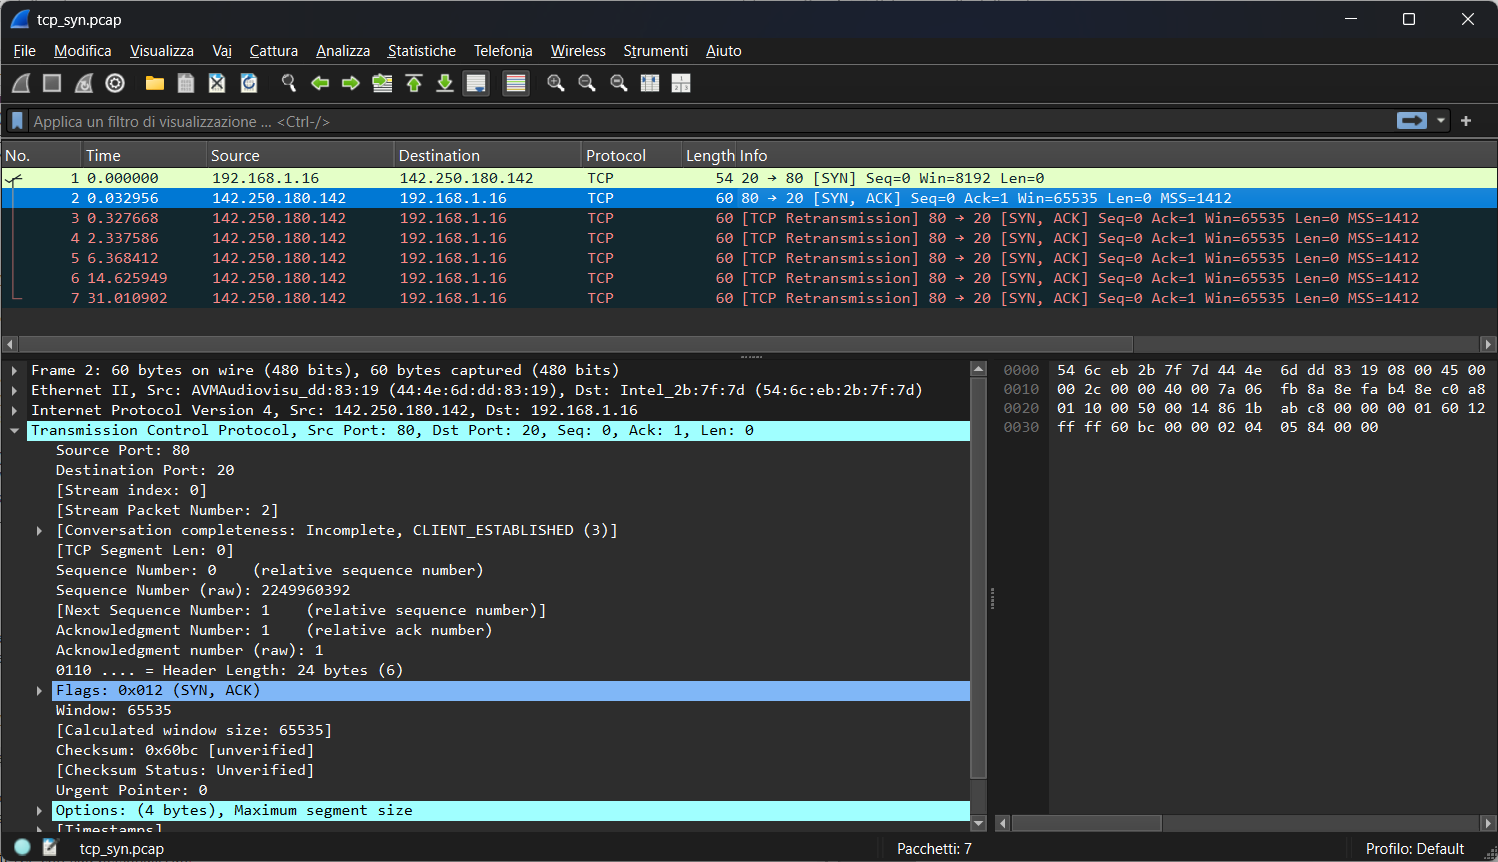 tcp_syn.pcap
File Modifica Visualizza Vai Cattura Analizza Statistiche Telefonia Wireless Strumenti Aiuto
Applica un filtro di visualizzazione ... <Ctrl-/>
No. Time Source Destination Protocol Length Info
1 0.000000 192.168.1.16 142.250.180.142 TCP 54 20 → 80 [SYN] Seq=0 Win=8192 Len=0
2 0.032956 142.250.180.142 192.168.1.16 TCP 60 80 → 20 [SYN, ACK] Seq=0 Ack=1 Win=65535 Len=0 MSS=1412
3 0.327668 142.250.180.142 192.168.1.16 TCP 60 [TCP Retransmission] 80 → 20 [SYN, ACK] Seq=0 Ack=1 Win=65535 Len=0 MSS=1412
4 2.337586 142.250.180.142 192.168.1.16 TCP 60 [TCP Retransmission] 80 → 20 [SYN, ACK] Seq=0 Ack=1 Win=65535 Len=0 MSS=1412
5 6.368412 142.250.180.142 192.168.1.16 TCP 60 [TCP Retransmission] 80 → 20 [SYN, ACK] Seq=0 Ack=1 Win=65535 Len=0 MSS=1412
6 14.625949 142.250.180.142 192.168.1.16 TCP 60 [TCP Retransmission] 80 → 20 [SYN, ACK] Seq=0 Ack=1 Win=65535 Len=0 MSS=1412
7 31.010902 142.250.180.142 192.168.1.16 TCP 60 [TCP Retransmission] 80 → 20 [SYN, ACK] Seq=0 Ack=1 Win=65535 Len=0 MSS=1412
Frame 2: 60 bytes on wire (480 bits), 60 bytes captured (480 bits)
Ethernet II, Src: AVMAudiovisu_dd:83:19 (44:4e:6d:dd:83:19), Dst: Intel_2b:7f:7d (54:6c:eb:2b:7f:7d)
Internet Protocol Version 4, Src: 142.250.180.142, Dst: 192.168.1.16
Transmission Control Protocol, Src Port: 80, Dst Port: 20, Seq: 0, Ack: 1, Len: 0
Source Port: 80
Destination Port: 20
[Stream index: 0]
[Stream Packet Number: 2]
[Conversation completeness: Incomplete, CLIENT_ESTABLISHED (3)]
[TCP Segment Len: 0]
Sequence Number: 0 (relative sequence number)
Sequence Number (raw): 2249960392
[Next Sequence Number: 1 (relative sequence number)]
Acknowledgment Number: 1 (relative ack number)
Acknowledgment number (raw): 1
0110 .... = Header Length: 24 bytes (6)
Flags: 0x012 (SYN, ACK)
Window: 65535
[Calculated window size: 65535]
Checksum: 0x60bc [unverified]
[Checksum Status: Unverified]
Urgent Pointer: 0
Options: (4 bytes), Maximum segment size
[Timestamps]
0000 54 6c eb 2b 7f 7d 44 4e 6d dd 83 19 08 00 45 00
0010 00 2c 00 00 40 00 7a 06 fb 8a 8e fa b4 8e c0 a8
0020 01 10 00 50 00 14 86 1b ab c8 00 00 00 01 60 12
0030 ff ff 60 bc 00 00 02 04 05 84 00 00
tcp_syn.pcap
Pacchetti: 7
Profilo: Default